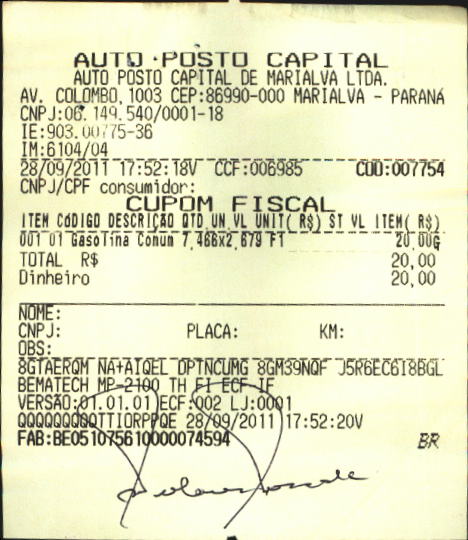 AUTO POSTO CAPITAL
AUTO POSTO CAPITAL DE MARIALVA LTDA.
AV. COLOMBO, 1003 CEP:86990-000 MARIALVA - PARANÁ
CNPJ:06.149.540/0001-18
IE:903.00775-36
IM:6104/04
28/09/2011 17:52:18V CCF:006985 COO:007754
CNPJ/CPF consumidor:
CUPOM FISCAL
ITEM CÓDIGO DESCRIÇÃO QTD UN VL UNIT( R$) ST VL ITEM( R$)
001 01 Gasolina Comum 7,466x2,679 F1 20,00G
TOTAL R$ 20,00
Dinheiro 20,00
NOME:
CNPJ: PLACA: KM:
OBS:
8GTAERQM NA+AIQEL OPTNCUMG 8GM39NQF J5R6EC6I8BGL
BEMATECH MP-2100 TH FI ECF-IF
VERSÃO:01.01.01 ECF:002 LJ:0001
QQQQQQQQQTTIORPPQE 28/09/2011 17:52:20V
FAB:BE051075610000074594 BR